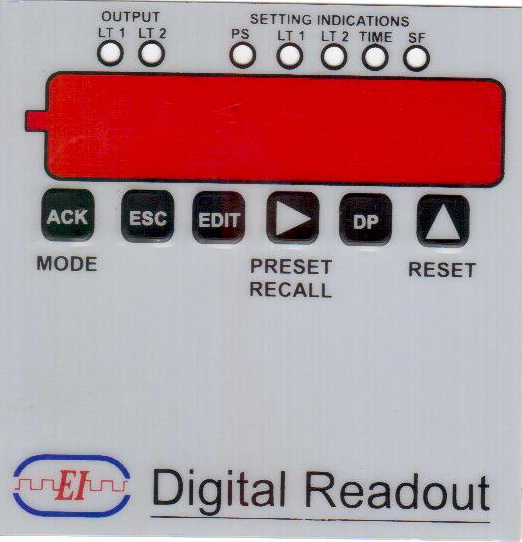 OUTPUT
LT 1 LT 2
SETTING INDICATIONS
PS LT 1 LT 2 TIME SF
ACK ESC EDIT DP
MODE
PRESET
RECALL
RESET
EI
Digital Readout